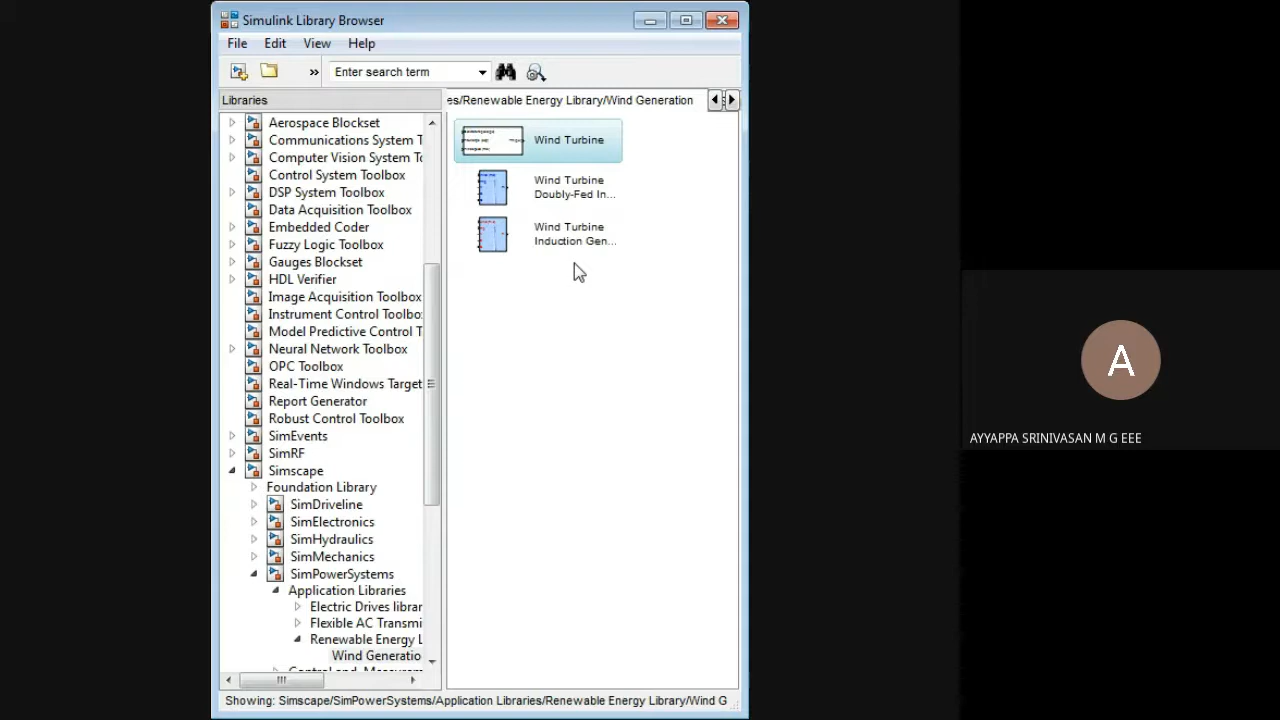 Simulink Library Browser
File Edit View Help
» Enter search term
Libraries
es/Renewable Energy Library/Wind Generation
Aerospace Blockset
Communications System T
Computer Vision System To
Control System Toolbox
DSP System Toolbox
Data Acquisition Toolbox
Embedded Coder
Fuzzy Logic Toolbox
Gauges Blockset
HDL Verifier
Image Acquisition Toolbox
Instrument Control Toolbo
Model Predictive Control T
Neural Network Toolbox
OPC Toolbox
Real-Time Windows Target
Report Generator
Robust Control Toolbox
SimEvents
SimRF
Simscape
Foundation Library
SimDriveline
SimElectronics
SimHydraulics
SimMechanics
SimPowerSystems
Application Libraries
Electric Drives librar
Flexible AC Transmi
Renewable Energy L
Wind Generatio
Wind Turbine
Wind Turbine
Doubly-Fed In...
Wind Turbine
Induction Gen...
Showing: Simscape/SimPowerSystems/Application Libraries/Renewable Energy Library/Wind G
A
AYYAPPA SRINIVASAN M G EEE